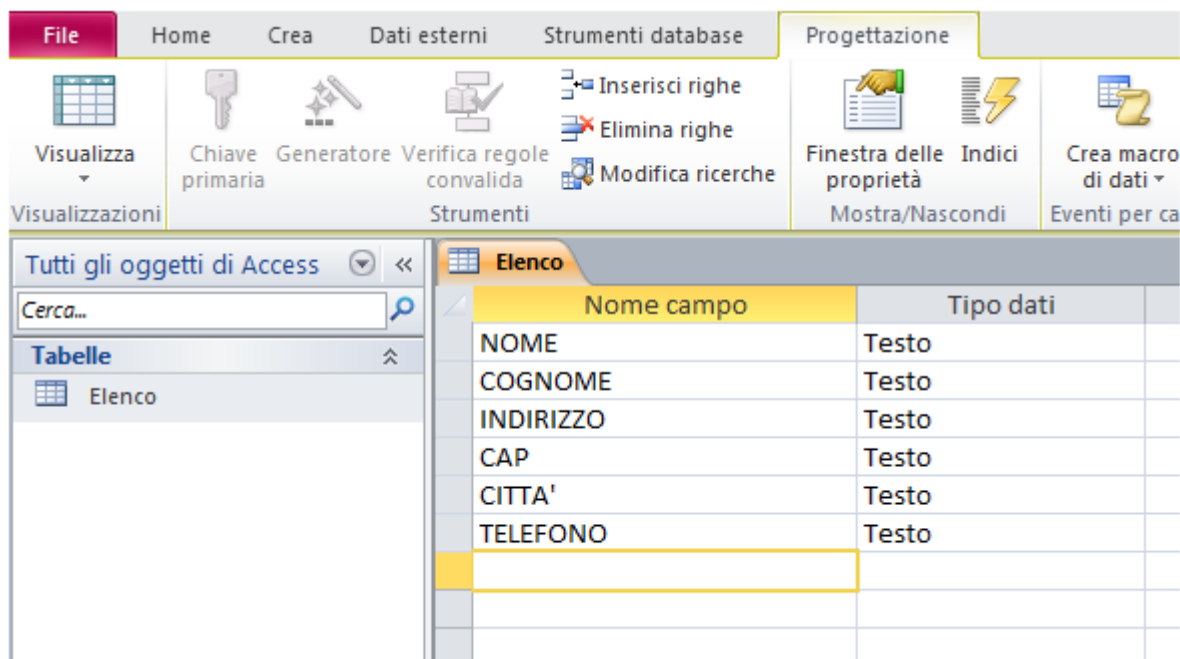 File Home Crea Dati esterni Strumenti database Progettazione
Visualizza
Chiave primaria
Generatore
Verifica regole convalida
Inserisci righe
Elimina righe
Modifica ricerche
Finestra delle proprietà
Indici
Crea macro di dati
Visualizzazioni Strumenti Mostra/Nascondi Eventi per ca
Tutti gli oggetti di Access
Cerca...
Tabelle
Elenco
Elenco
Nome campo Tipo dati
NOME Testo
COGNOME Testo
INDIRIZZO Testo
CAP Testo
CITTA' Testo
TELEFONO Testo